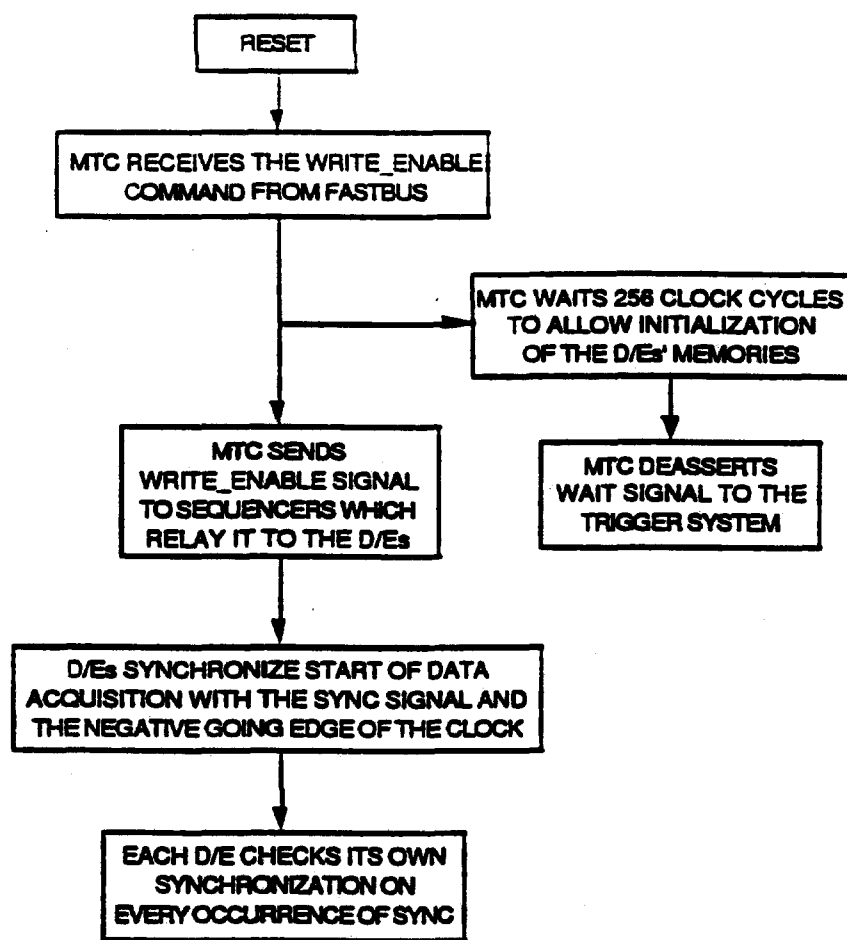 RESET
MTC RECEIVES THE WRITE_ENABLE
COMMAND FROM FASTBUS
MTC WAITS 256 CLOCK CYCLES
TO ALLOW INITIALIZATION
OF THE D/Es' MEMORIES
MTC SENDS
WRITE_ENABLE SIGNAL
TO SEQUENCERS WHICH
RELAY IT TO THE D/Es
MTC DEASSERTS
WAIT SIGNAL TO THE
TRIGGER SYSTEM
D/Es SYNCHRONIZE START OF DATA
ACQUISITION WITH THE SYNC SIGNAL AND
THE NEGATIVE GOING EDGE OF THE CLOCK
EACH D/E CHECKS ITS OWN
SYNCHRONIZATION ON
EVERY OCCURRENCE OF SYNC